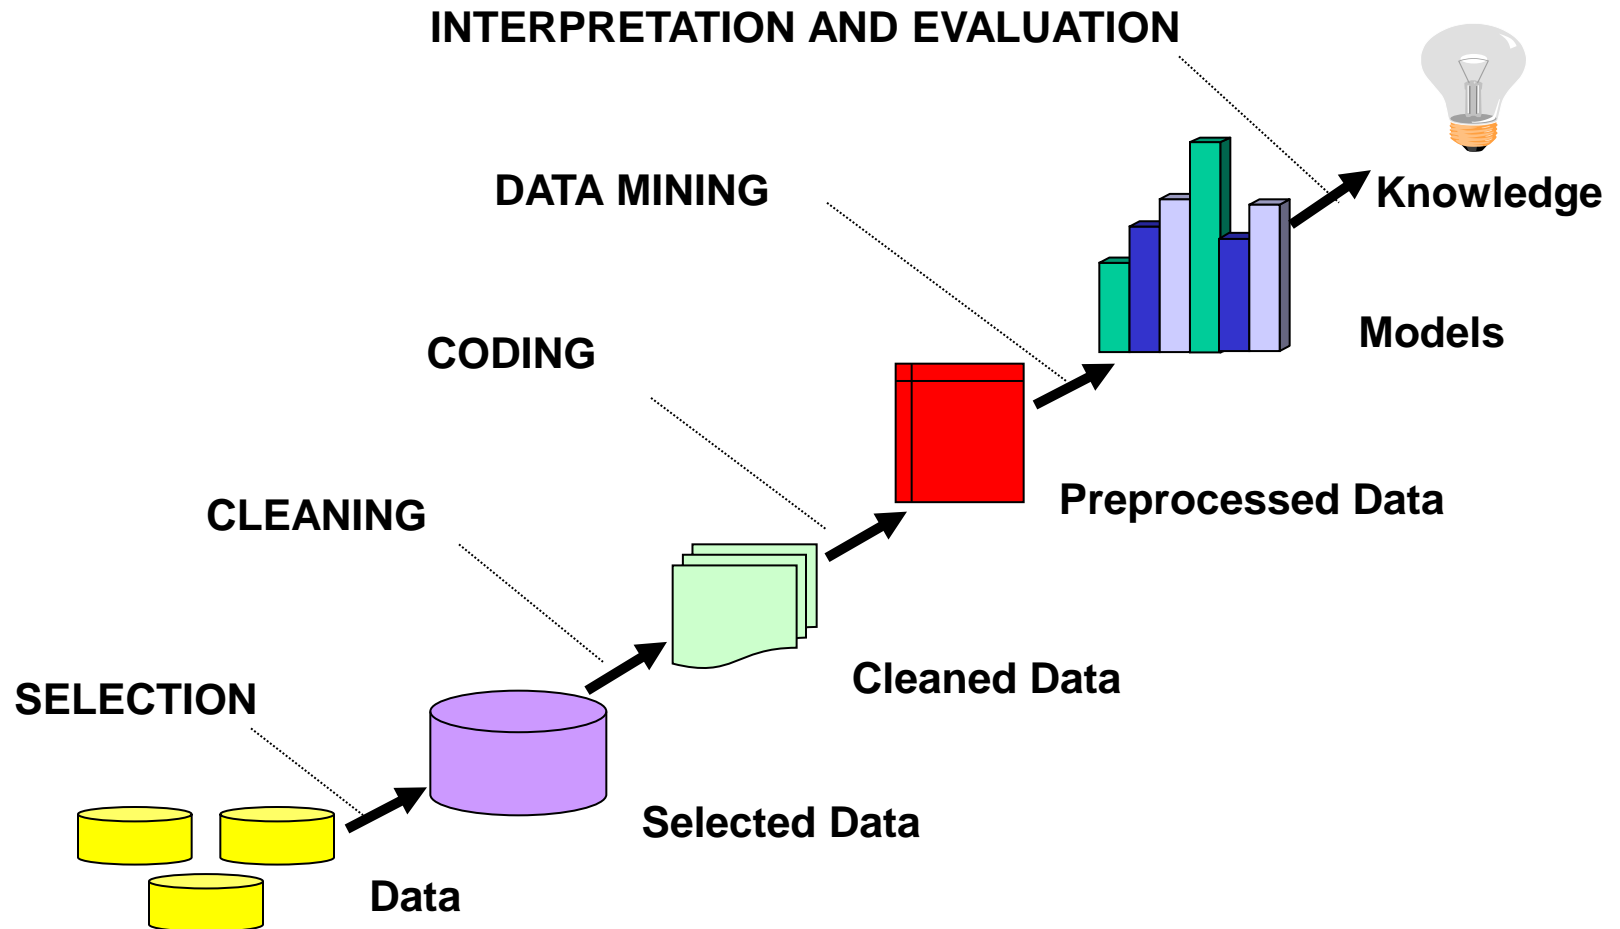 INTERPRETATION AND EVALUATION
Knowledge
DATA MINING
Models
CODING
Preprocessed Data
CLEANING
Cleaned Data
SELECTION
Selected Data
Data